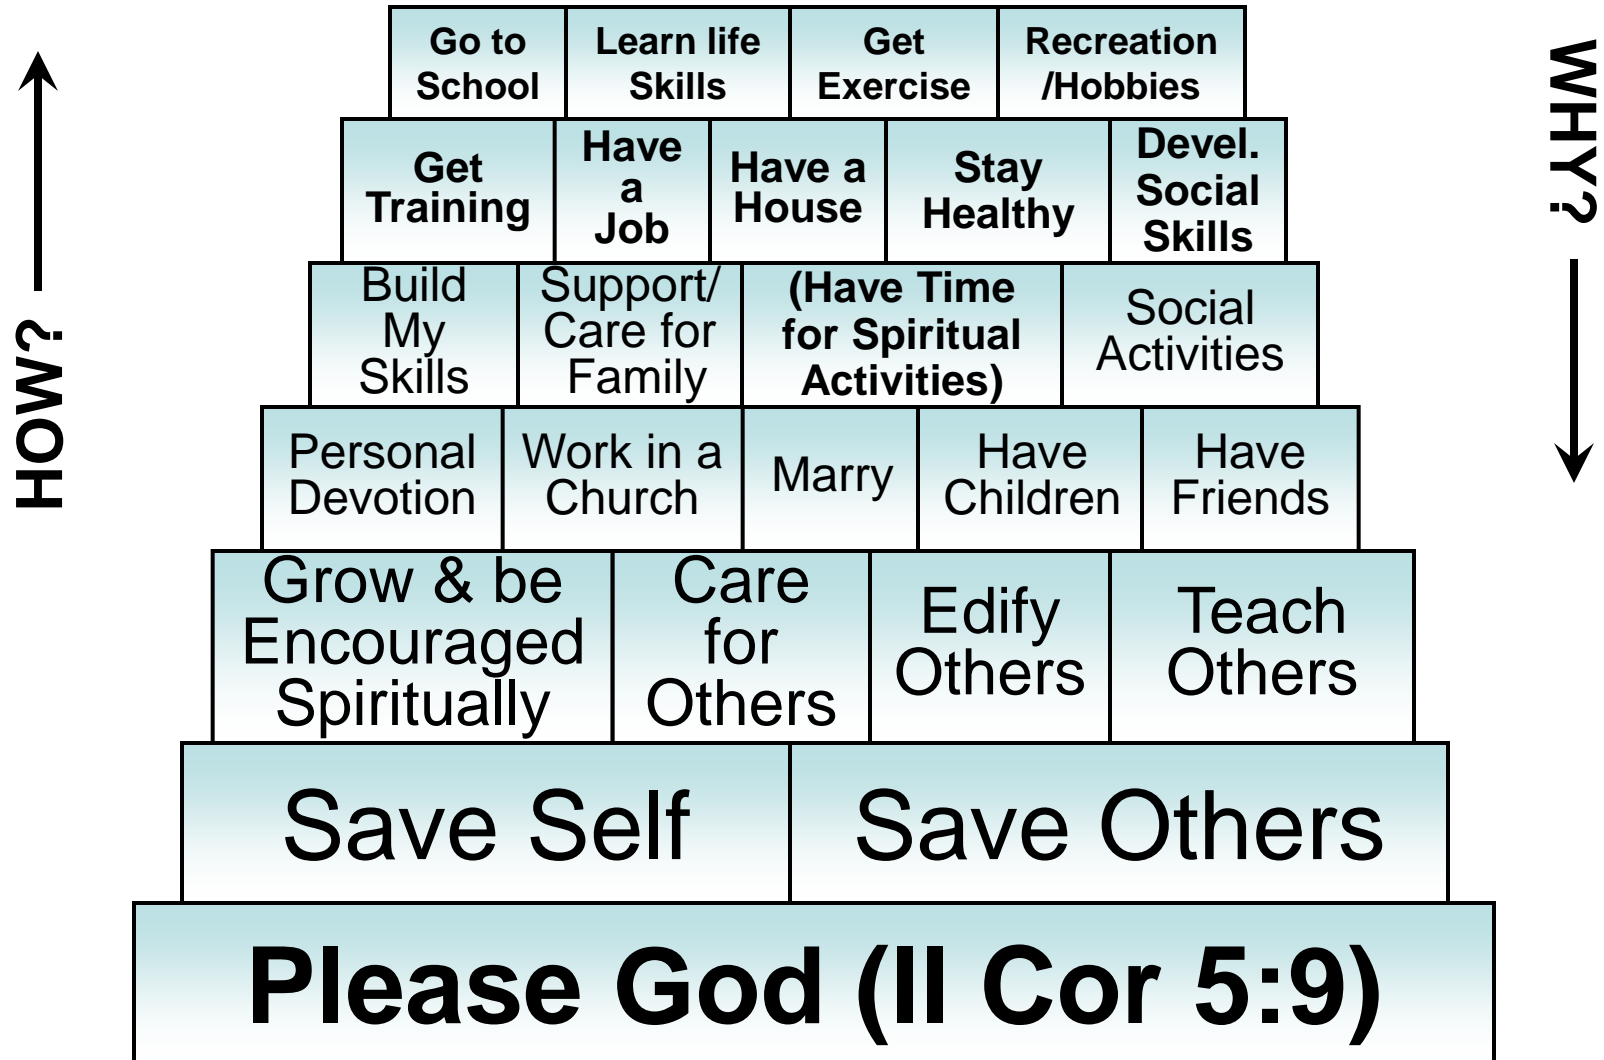 Go to
School
Learn life
Skills
Get
Exercise
Recreation
/Hobbies
Get
Training
Have
a
Job
Have a
House
Stay
Healthy
Devel.
Social
Skills
Build
My
Skills
Support/
Care for
Family
(Have Time
for Spiritual
Activities)
Social
Activities
Personal
Devotion
Work in a
Church
Marry
Have
Children
Have
Friends
Grow & be
Encouraged
Spiritually
Care
for
Others
Edify
Others
Teach
Others
Save Self
Save Others
Please God (II Cor 5:9)
HOW?
WHY?